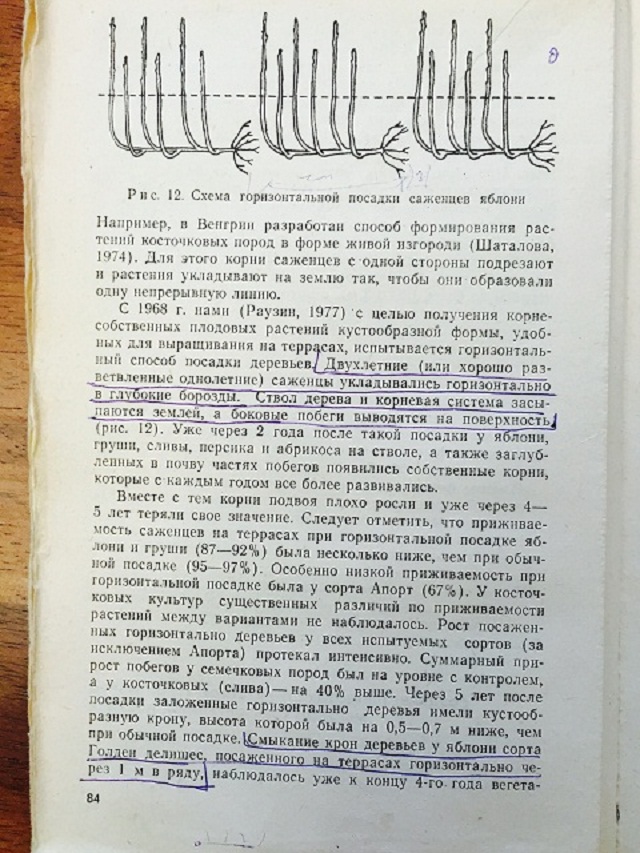 Рис. 12. Схема горизонтальной посадки саженцев яблони
Например, в Венгрии разработан способ формирования рас-
тений косточковых пород в форме живой изгороди (Шаталова,
1974). Для этого корни саженцев с одной стороны подрезают
и растения укладывают на землю так, чтобы они образовали
одну непрерывную линию.
С 1968 г. нами (Раузин, 1977) с целью получения корне-
собственных плодовых растений кустообразной формы, удоб-
ных для выращивания на террасах, испытывается горизонталь-
ный способ посадки деревьев. Двухлетние (или хорошо раз-
ветвленные однолетние) саженцы укладывались горизонтально
в глубокие борозды. Ствол дерева и корневая система засы-
паются землей, а боковые побеги выводятся на поверхность
(рис. 12). Уже через 2 года после такой посадки у яблони,
груши, сливы, персика и абрикоса на стволе, а также заглуб-
ленных в почву частях побегов появились собственные корни,
которые с каждым годом все более развивались.
Вместе с тем корни подвоя плохо росли и уже через 4—
5 лет теряли свое значение. Следует отметить, что приживае-
мость саженцев на террасах при горизонтальной посадке яб-
лони и груши (87—92%) была несколько ниже, чем при обыч-
ной посадке (95—97%). Особенно низкой приживаемость при
горизонтальной посадке была у сорта Апорт (67%). У косточ-
ковых культур существенных различий по приживаемости
растений между вариантами не наблюдалось. Рост посажен-
ных горизонтально деревьев у всех испытуемых сортов (за
исключением Апорта) протекал интенсивно. Суммарный при-
рост побегов у семечковых пород был на уровне с контролем,
а у косточковых (слива) — на 40% выше. Через 5 лет после
посадки заложенные горизонтально деревья имели кустооб-
разную крону, высота которой была на 0,5—0,7 м ниже, чем
при обычной посадке. Смыкание крон деревьев у яблони сорта
Голден делишес, посаженного на террасах горизонтально че-
рез 1 м в ряду, наблюдалось уже к концу 4-го года вегета-
84